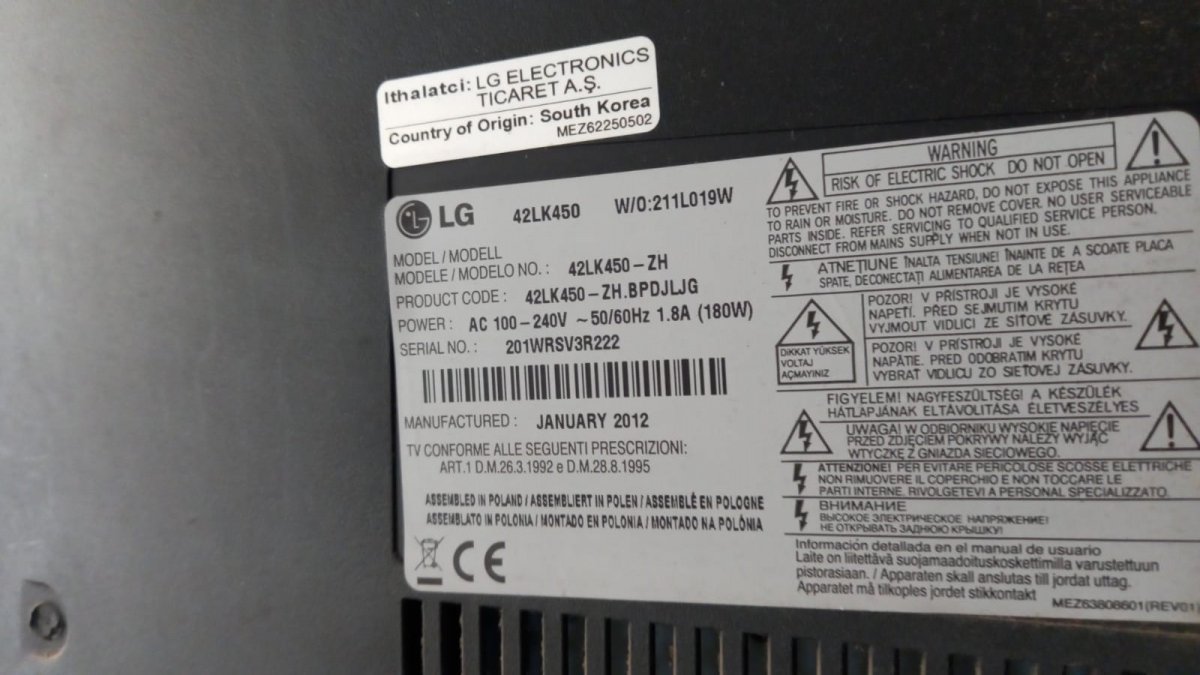 Ithalatci: LG ELECTRONICS
TICARET A.Ş.
Country of Origin: South Korea
MEZ62250502
LG 42LK450 W/O:211L019W
MODEL / MODELL
MODELE / MODELO NO. : 42LK450-ZH
PRODUCT CODE : 42LK450-ZH.BPDJLJG
POWER : AC 100-240V ~50/60Hz 1.8A (180W)
SERIAL NO. : 201WRSV3R222
MANUFACTURED : JANUARY 2012
TV CONFORME ALLE SEGUENTI PRESCRIZIONI:
ART.1 D.M.26.3.1992 e D.M.28.8.1995
ASSEMBLED IN POLAND / ASSEMBLIERT IN POLEN / ASSEMBLÉ EN POLOGNE
ASSEMBLATO IN POLONIA / MONTADO EN POLONIA / MONTADO NA POLÓNIA
CE
WARNING
RISK OF ELECTRIC SHOCK DO NOT OPEN
TO PREVENT FIRE OR SHOCK HAZARD, DO NOT EXPOSE THIS APPLIANCE
TO RAIN OR MOISTURE. DO NOT REMOVE COVER. NO USER SERVICEABLE
PARTS INSIDE. REFER SERVICING TO QUALIFIED SERVICE PERSON.
DISCONNECT FROM MAINS SUPPLY WHEN NOT IN USE.
ATNEŢIUNE ÎNALTA TENSIUNE! ÎNAINTE DE A SCOATE PLACA
SPATE, DECONECTAŢI ALIMENTAREA DE LA REŢEA
DİKKAT YÜKSEK
VOLTAJ
AÇMAYINIZ
POZOR! V PŘÍSTROJI JE VYSOKÉ
NAPETÍ. PŘED SEJMUTIM KRYTU
VYJMOUT VIDLICI ZE SÍŤOVÉ ZÁSUVKY.
POZOR! V PRÍSTROJI JE VYSOKÉ
NAPÄTIE. PRED ODOBRATIM KRYTU
VYBRAŤ VIDLICU ZO SIEŤOVEJ ZÁSUVKY.
FIGYELEM! NAGYFESZÜLTSÉG! A KÉSZÜLÉK
HÁTLAPJÁNAK ELTÁVOLITÁSA ÉLETVESZÉLYES
UWAGA! W ODBIORNIKU WYSOKIE NAPIĘCIE
PRZED ZDJĘCIEM POKRYWY NALEŻY WYJĄĆ
WTYCZKĘ Z GNIAZDA SIECIOWEGO.
ATTENZIONE! PER EVITARE PERICOLOSE SCOSSE ELETTRICHE
NON RIMUOVERE IL COPERCHIO E NON TOCCARE LE
PARTI INTERNE. RIVOLGETEVI A PERSONAL SPECIALIZZATO.
ВНИМАНИЕ
ВЫСОКОЕ ЭЛЕКТРИЧЕСКОЕ НАПРЯЖЕНИЕ!
НЕ ОТКРЫВАТЬ ЗАДНЮЮ КРЫШКУ!
Información detallada en el manual de usuario
Laite on liitettävä suojamaadoituskoskettimilla varustettuun
pistorasiaan. / Apparaten skall anslutas till jordat uttag.
Apparatet må tilkoples jordet stikkontakt
MEZ63808601(REV01)